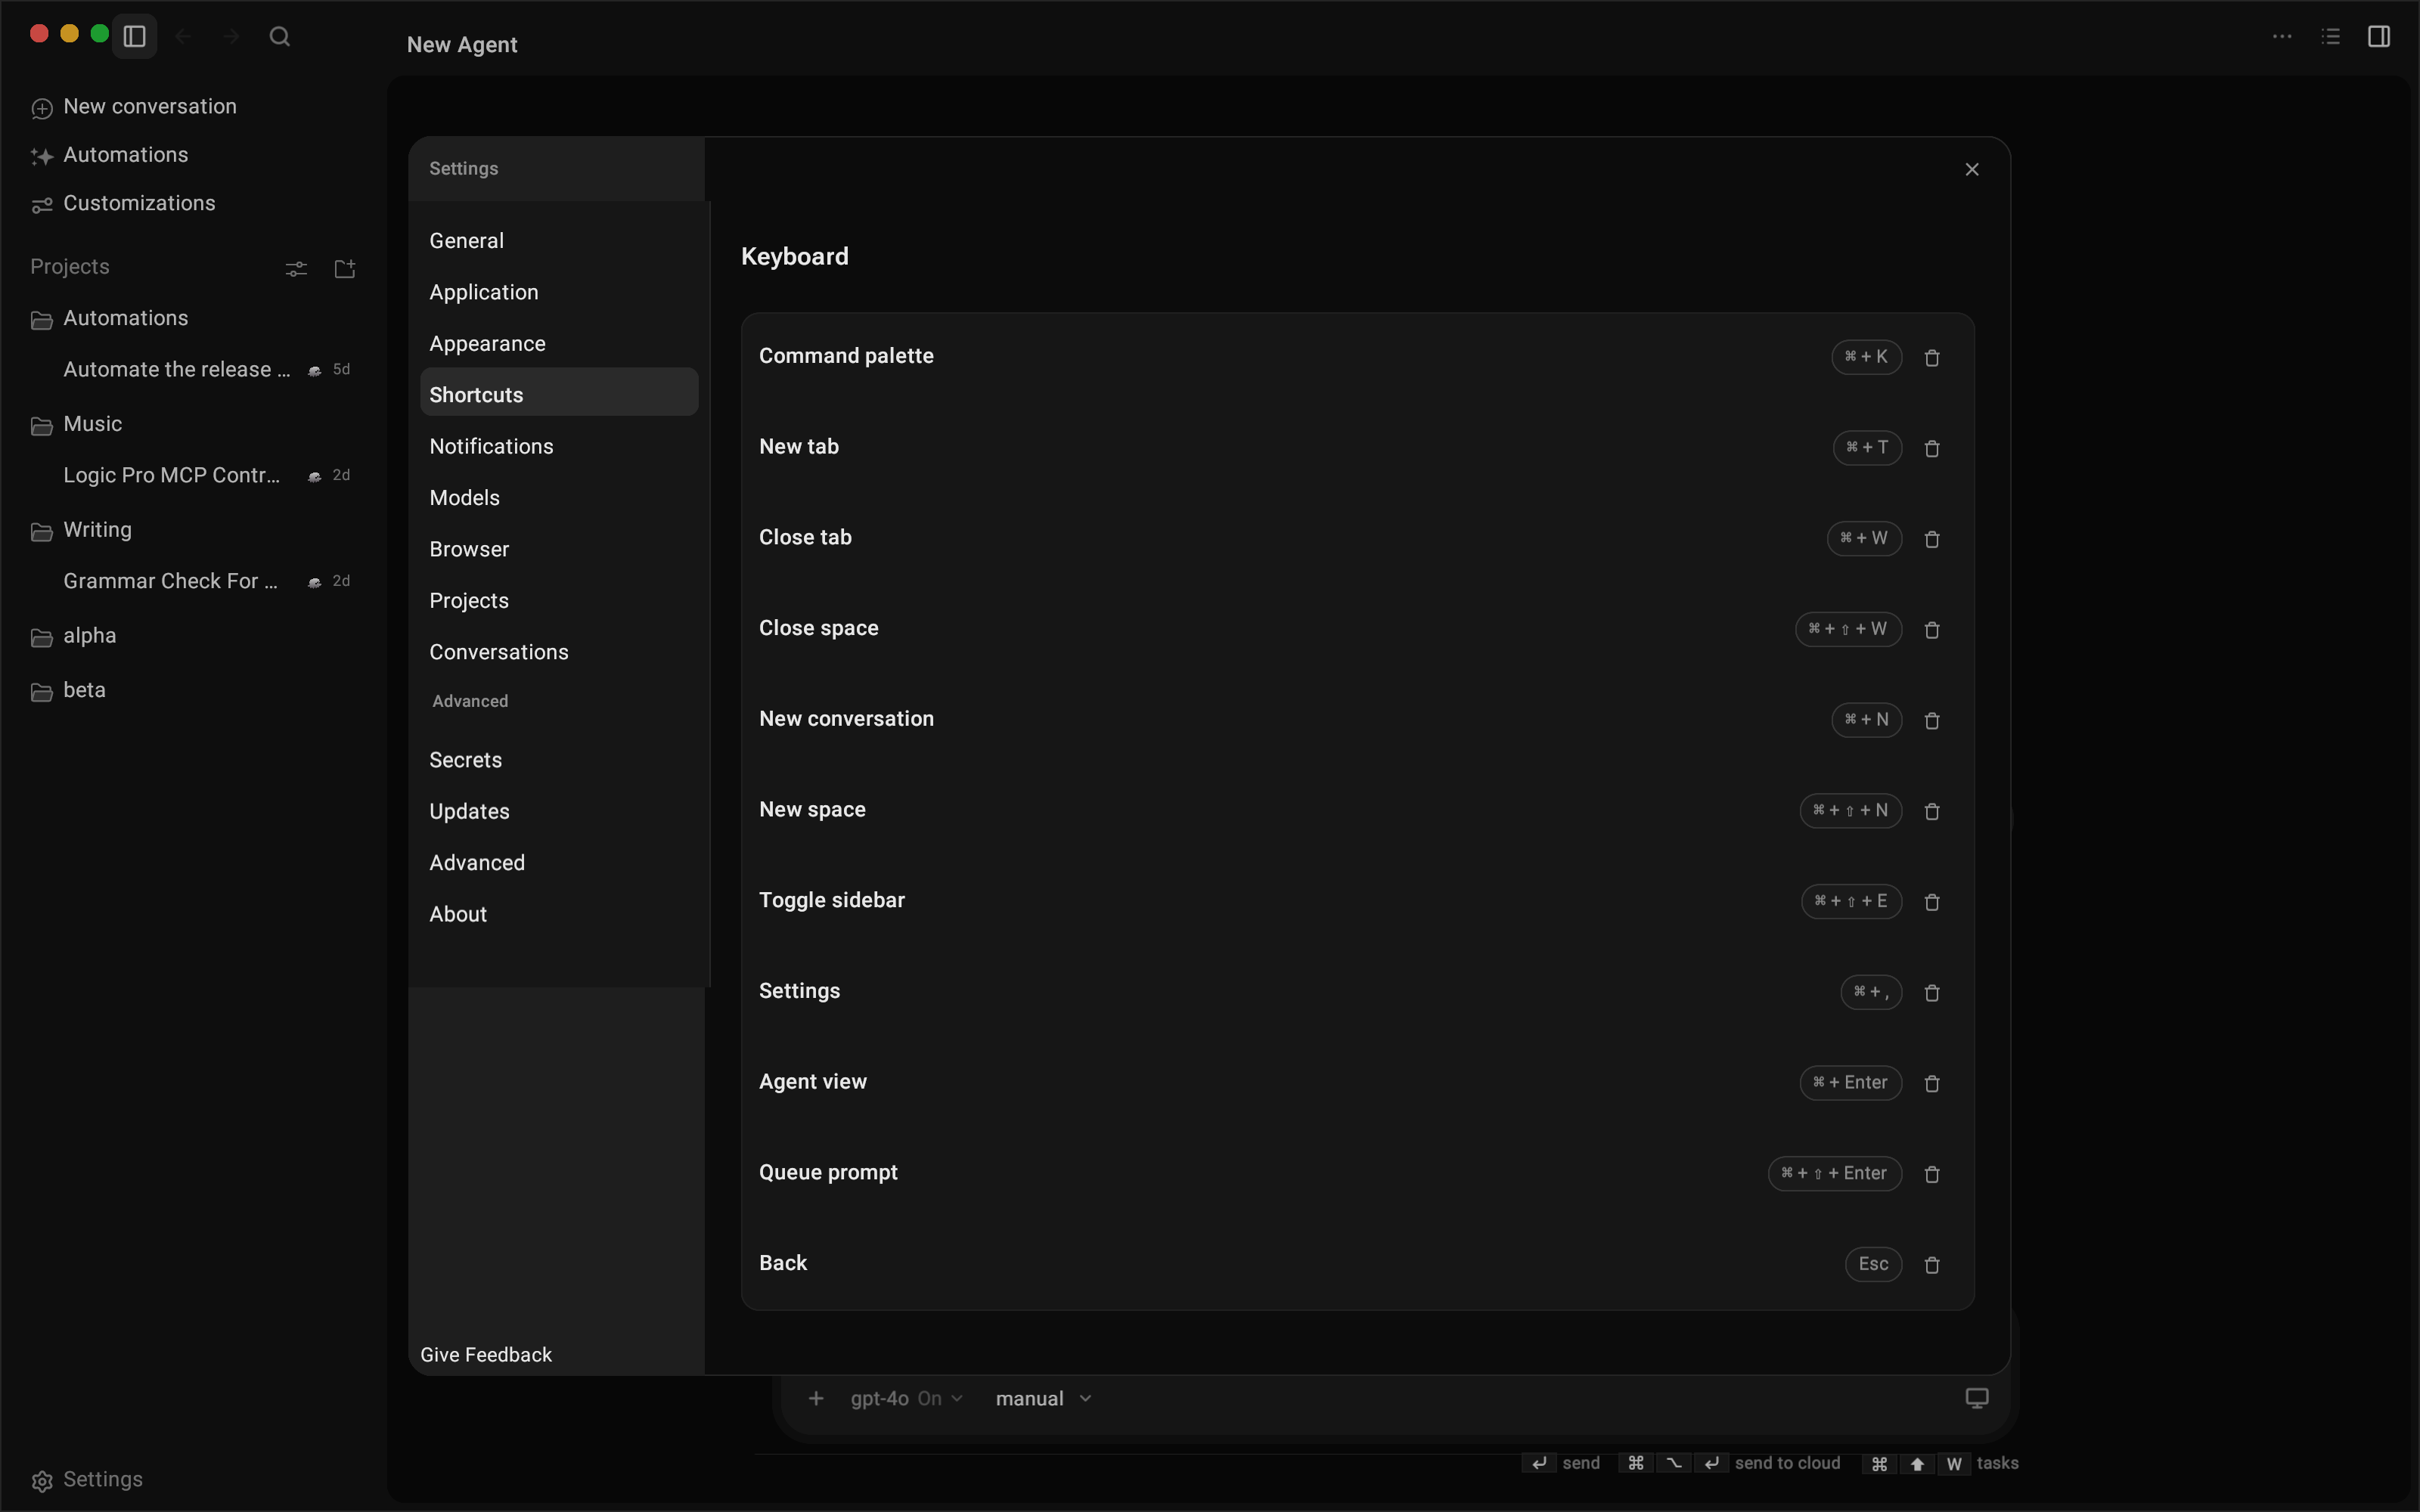 New Agent
New conversation
Automations
Customizations
Projects
Automations
Automate the release ... 5d
Music
Logic Pro MCP Contr... 2d
Writing
Grammar Check For ... 2d
alpha
beta
Settings
Settings
General
Application
Appearance
Shortcuts
Notifications
Models
Browser
Projects
Conversations
Advanced
Secrets
Updates
Advanced
About
Give Feedback
Keyboard
Command palette ⌘ + K
New tab ⌘ + T
Close tab ⌘ + W
Close space ⌘ + ⇧ + W
New conversation ⌘ + N
New space ⌘ + ⇧ + N
Toggle sidebar ⌘ + ⇧ + E
Settings ⌘ + ,
Agent view ⌘ + Enter
Queue prompt ⌘ + ⇧ + Enter
Back Esc
gpt-4o On manual
↵ send ⌘ ⌥ ↵ send to cloud ⌘ ⬆ W tasks